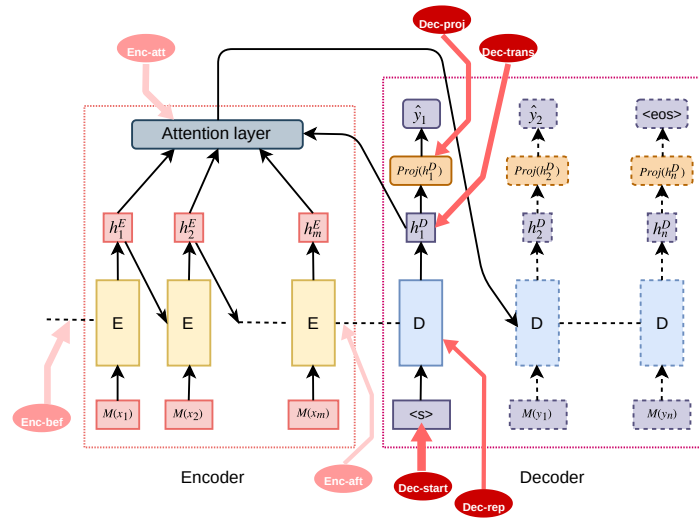 Dec-proj
Enc-att
Dec-trans
Attention layer
ŷ₁
ŷ₂
<eos>
Proj(h₁ᴰ)
Proj(h₂ᴰ)
Proj(hₙᴰ)
h₁ᴱ
h₂ᴱ
hₘᴱ
h₁ᴰ
h₂ᴰ
hₙᴰ
E
E
E
D
D
D
M(x₁)
M(x₂)
M(xₘ)
<s>
M(y₁)
M(yₙ)
Enc-bef
Encoder
Enc-aft
Dec-start
Dec-rep
Decoder